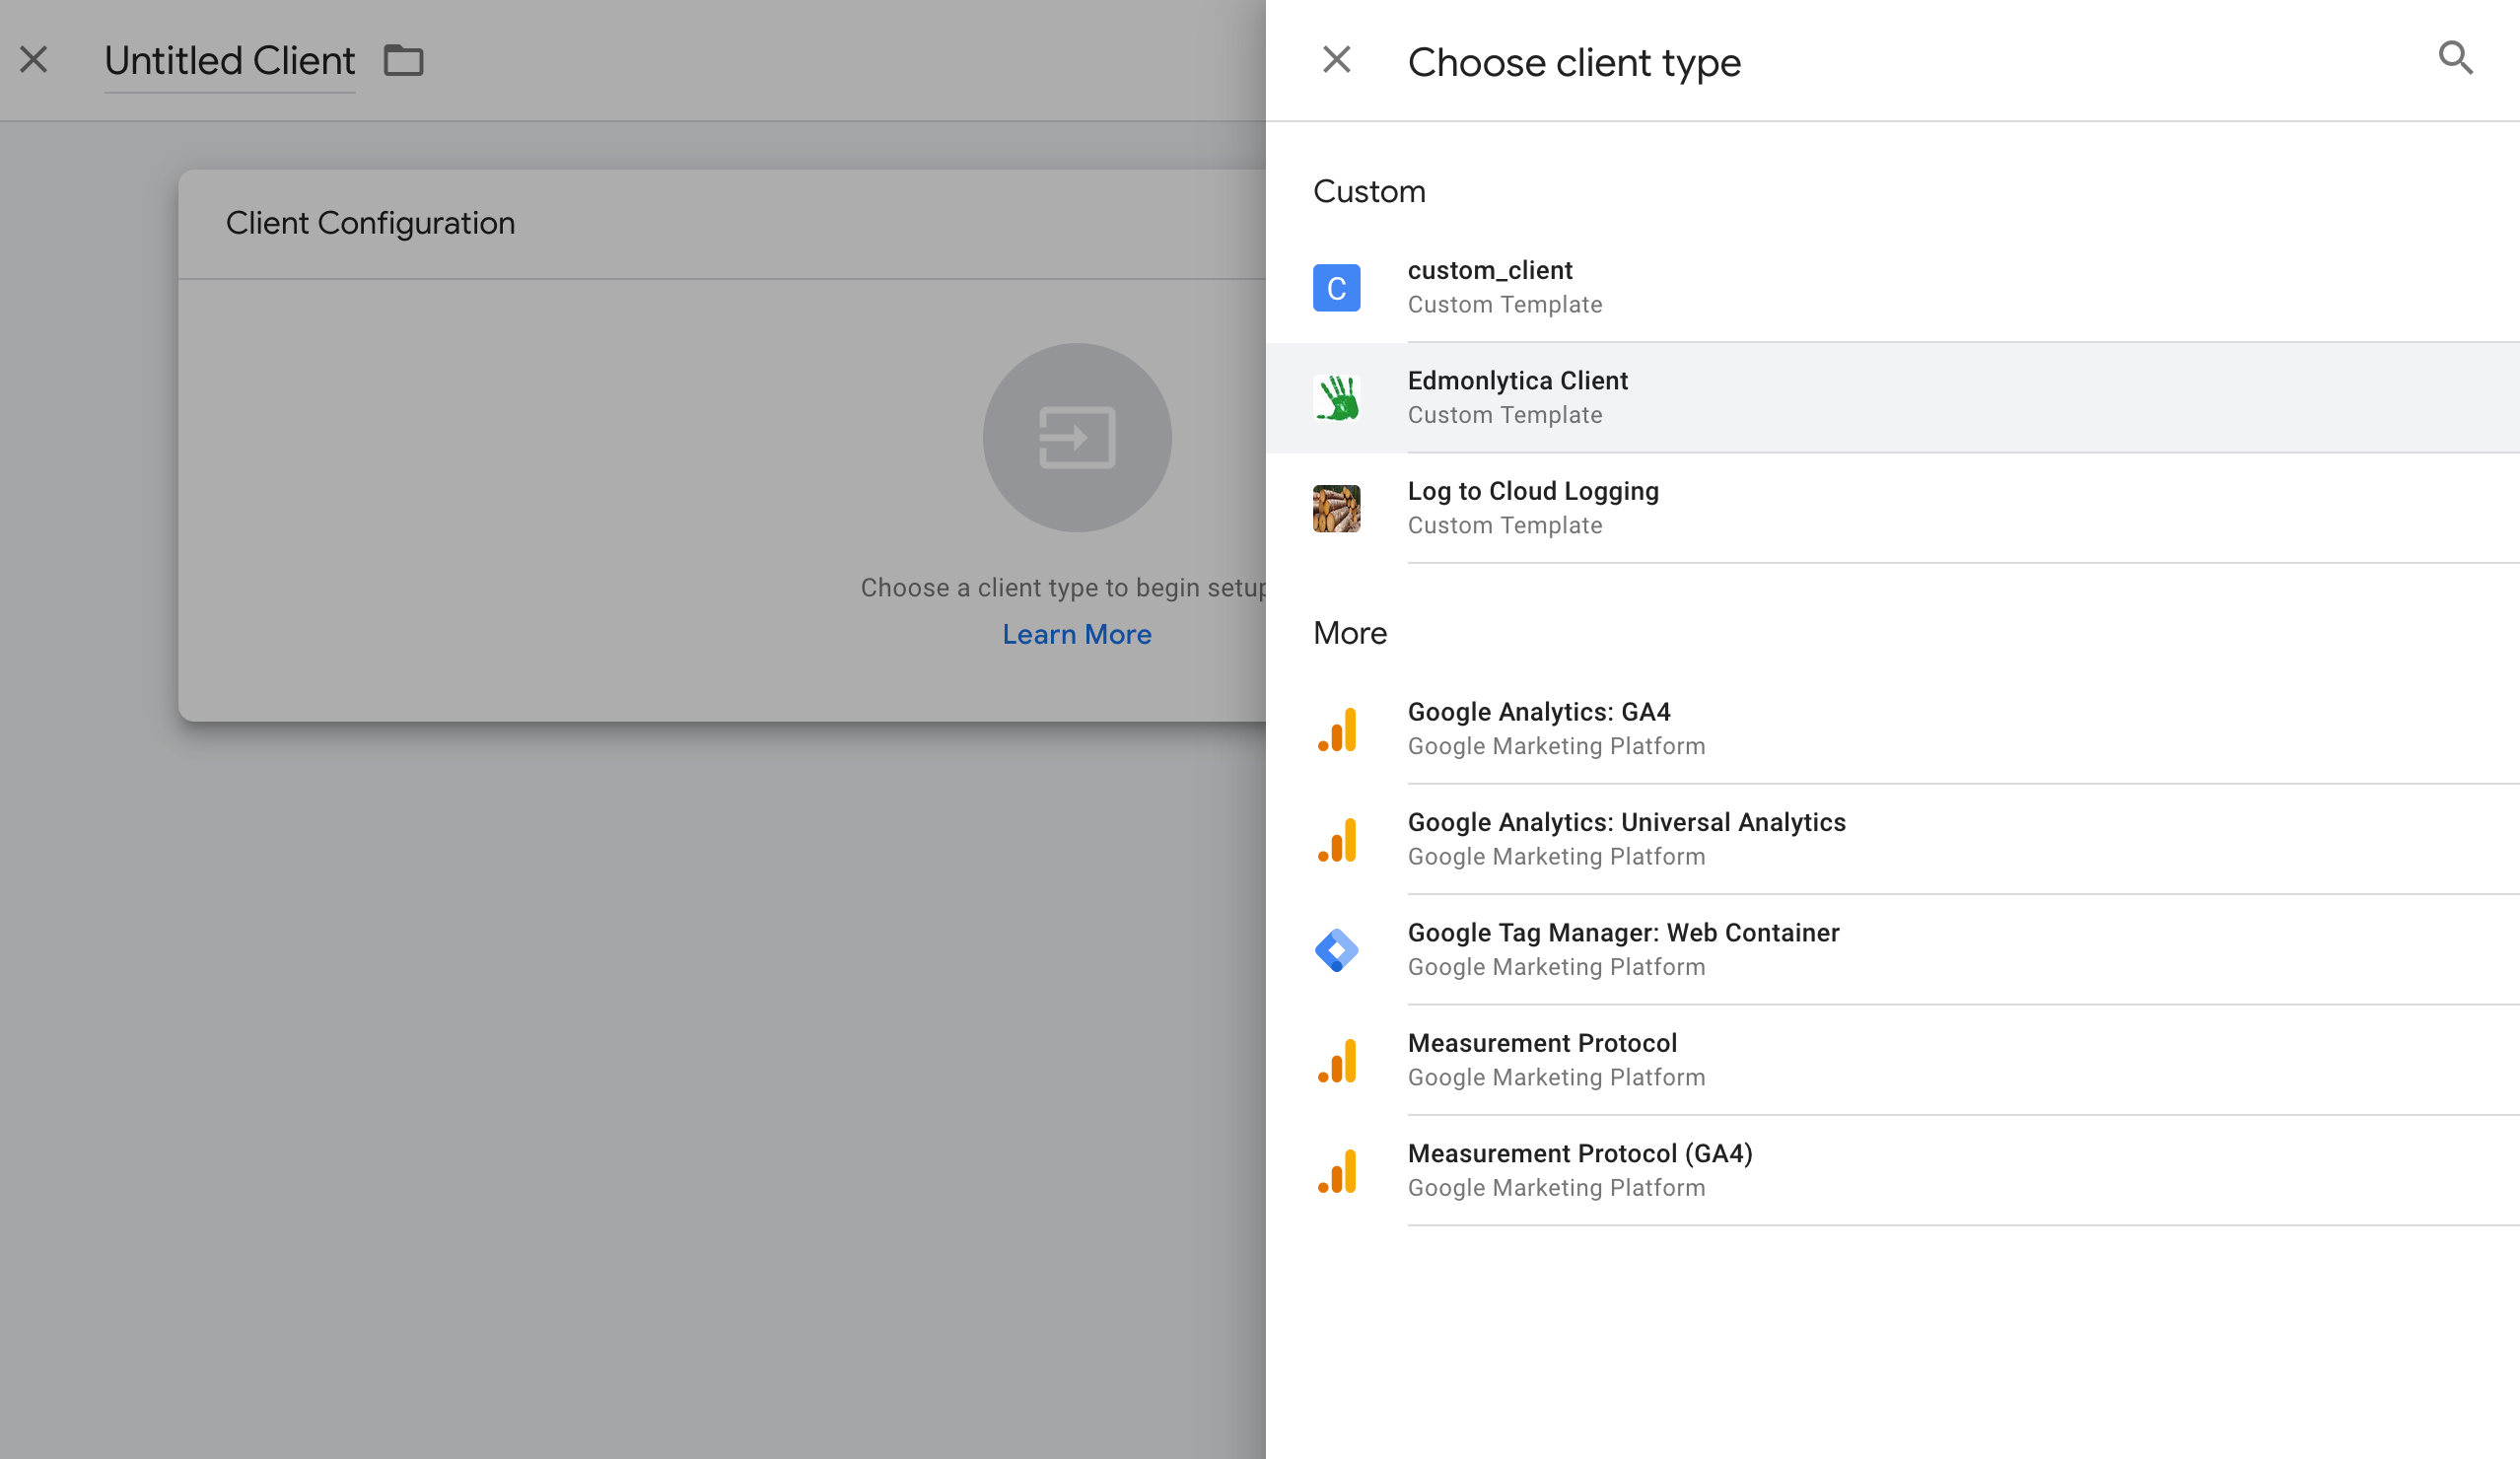 Untitled Client
Client Configuration
Choose a client type to begin setup
Learn More
Choose client type
Custom
C
custom_client
Custom Template
Edmonlytica Client
Custom Template
Log to Cloud Logging
Custom Template
More
Google Analytics: GA4
Google Marketing Platform
Google Analytics: Universal Analytics
Google Marketing Platform
Google Tag Manager: Web Container
Google Marketing Platform
Measurement Protocol
Google Marketing Platform
Measurement Protocol (GA4)
Google Marketing Platform